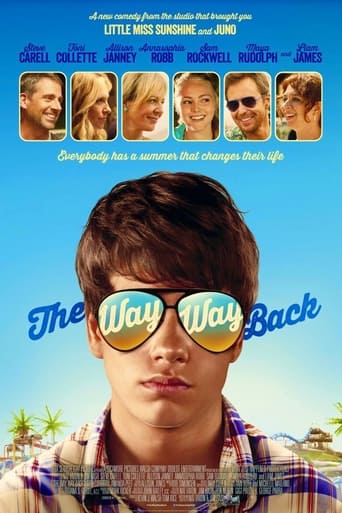 A new comedy from the studio that brought you
LITTLE MISS SUNSHINE and JUNO
Steve CARELL Toni COLLETTE Allison JANNEY AnnaSophia ROBB Sam ROCKWELL Maya RUDOLPH and Liam JAMES
Everybody has a summer that changes their life
The Way Way Back